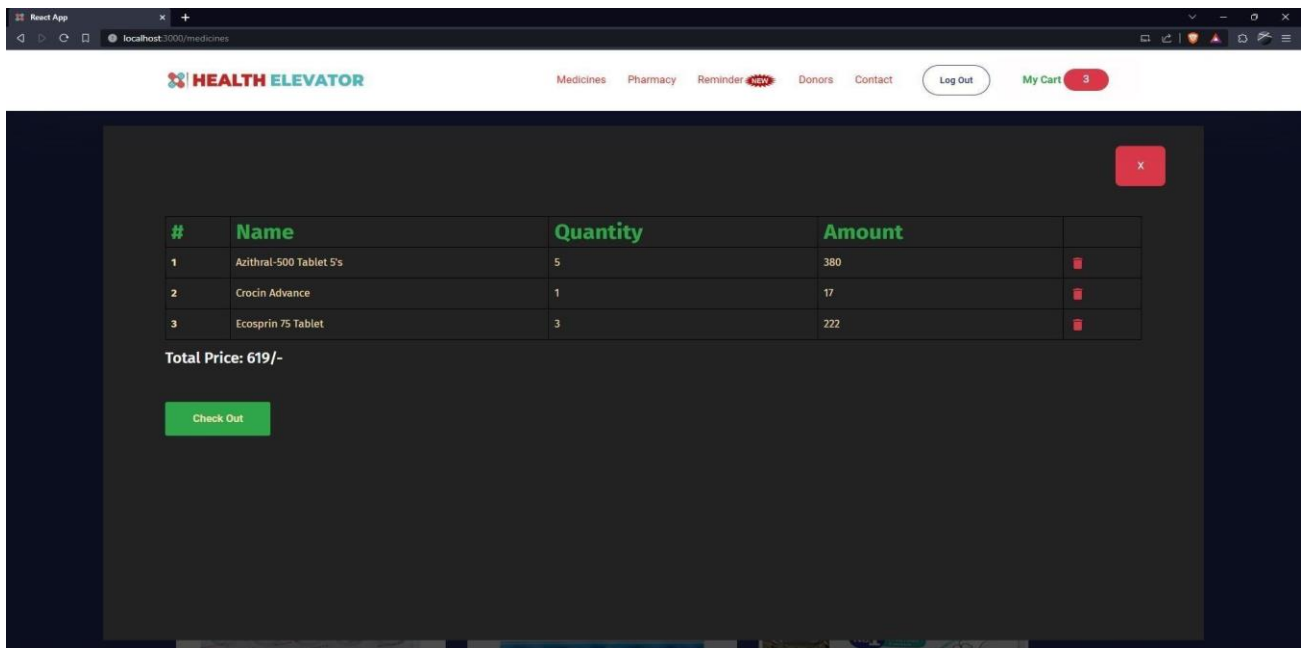 React App
localhost:3000/medicines
HEALTH ELEVATOR Medicines Pharmacy Reminder NEW Donors Contact Log Out My Cart 3
X
# Name Quantity Amount
1 Azithral-500 Tablet 5's 5 380
2 Crocin Advance 1 17
3 Ecosprin 75 Tablet 3 222
Total Price: 619/-
Check Out